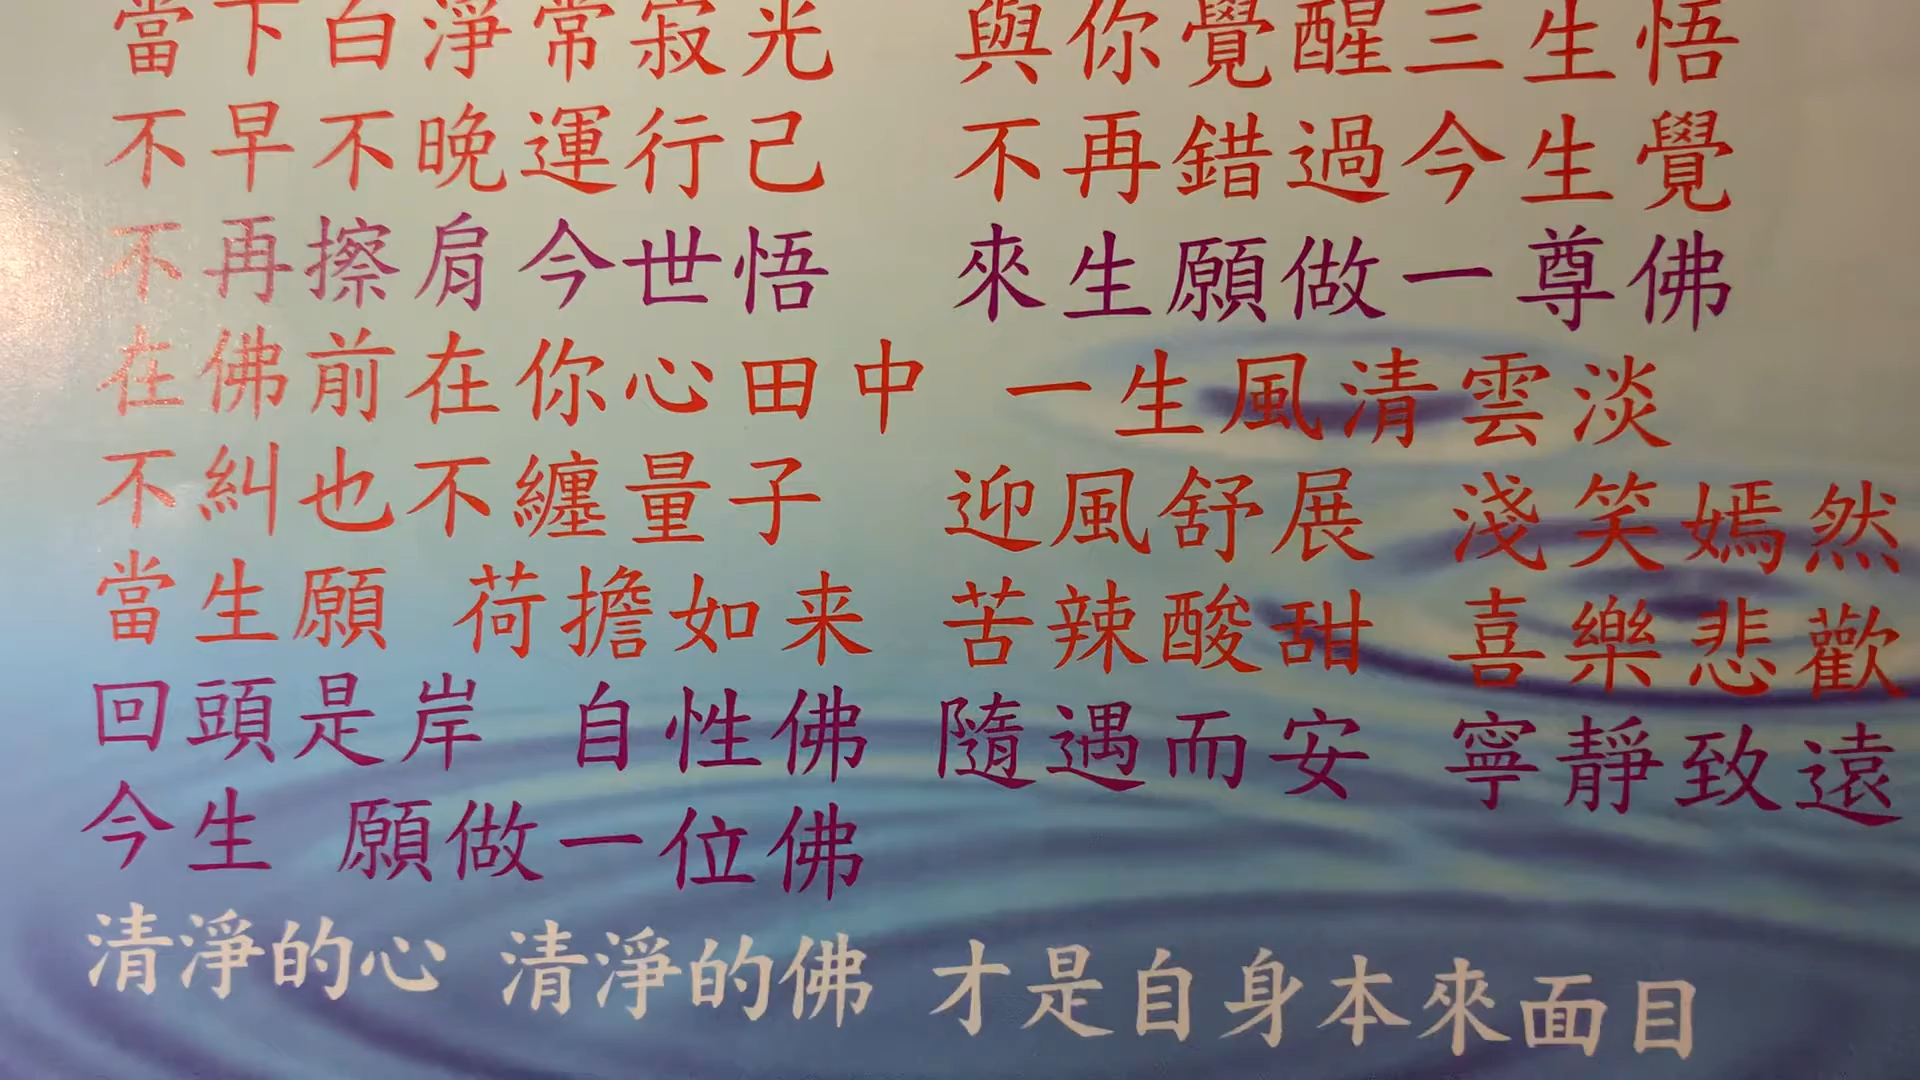 當下白淨常寂光 與你覺醒三生悟
不早不晚運行己 不再錯過今生覺
不再擦肩今世悟 來生願做一尊佛
在佛前在你心田中 一生風清雲淡
不糾也不纏量子 迎風舒展 淺笑嫣然
當生願 荷擔如来 苦辣酸甜 喜樂悲歡
回頭是岸 自性佛 隨遇而安 寧靜致遠
今生 願做一位佛
清淨的心 清淨的佛 才是自身本來面目